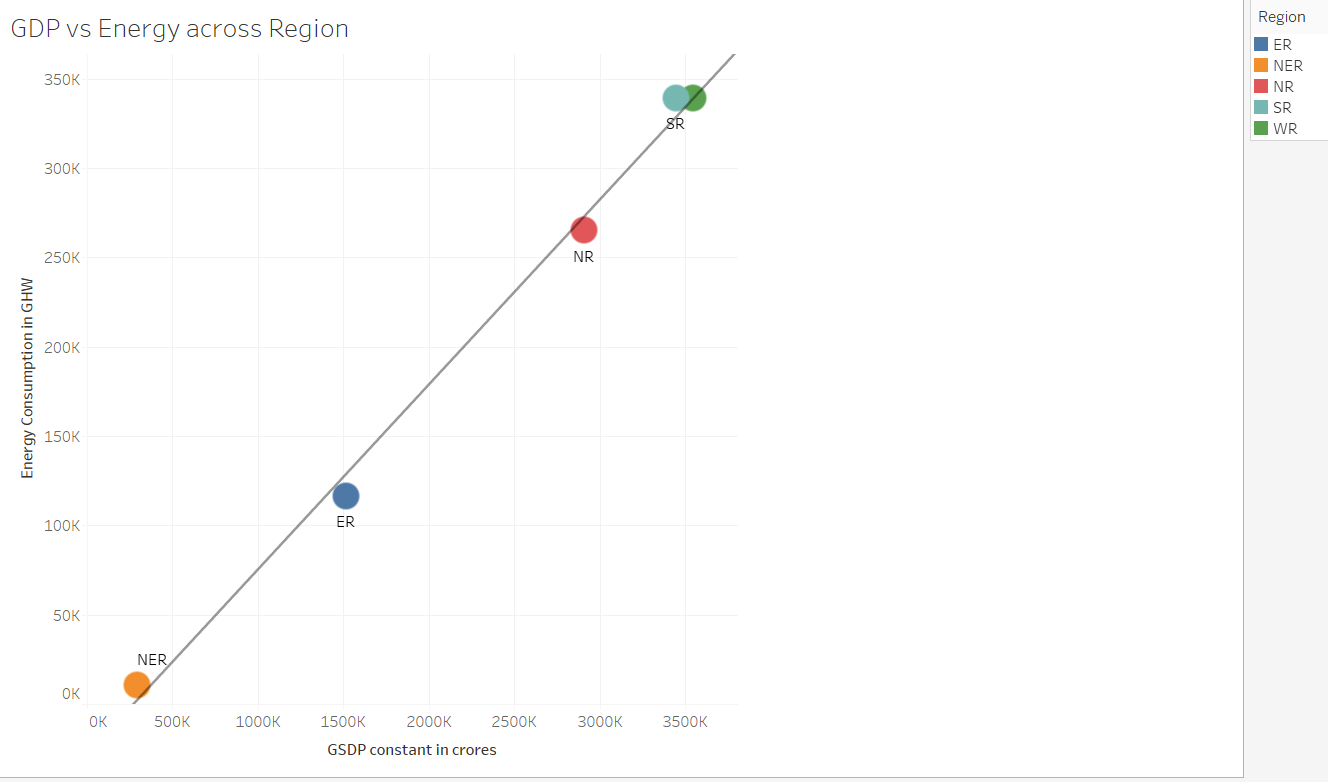 GDP vs Energy across Region
Region
ER
NER
NR
SR
WR
350K
300K
250K
200K
150K
100K
50K
0K
Energy Consumption in GHW
SR
NR
ER
NER
0K 500K 1000K 1500K 2000K 2500K 3000K 3500K
GSDP constant in crores